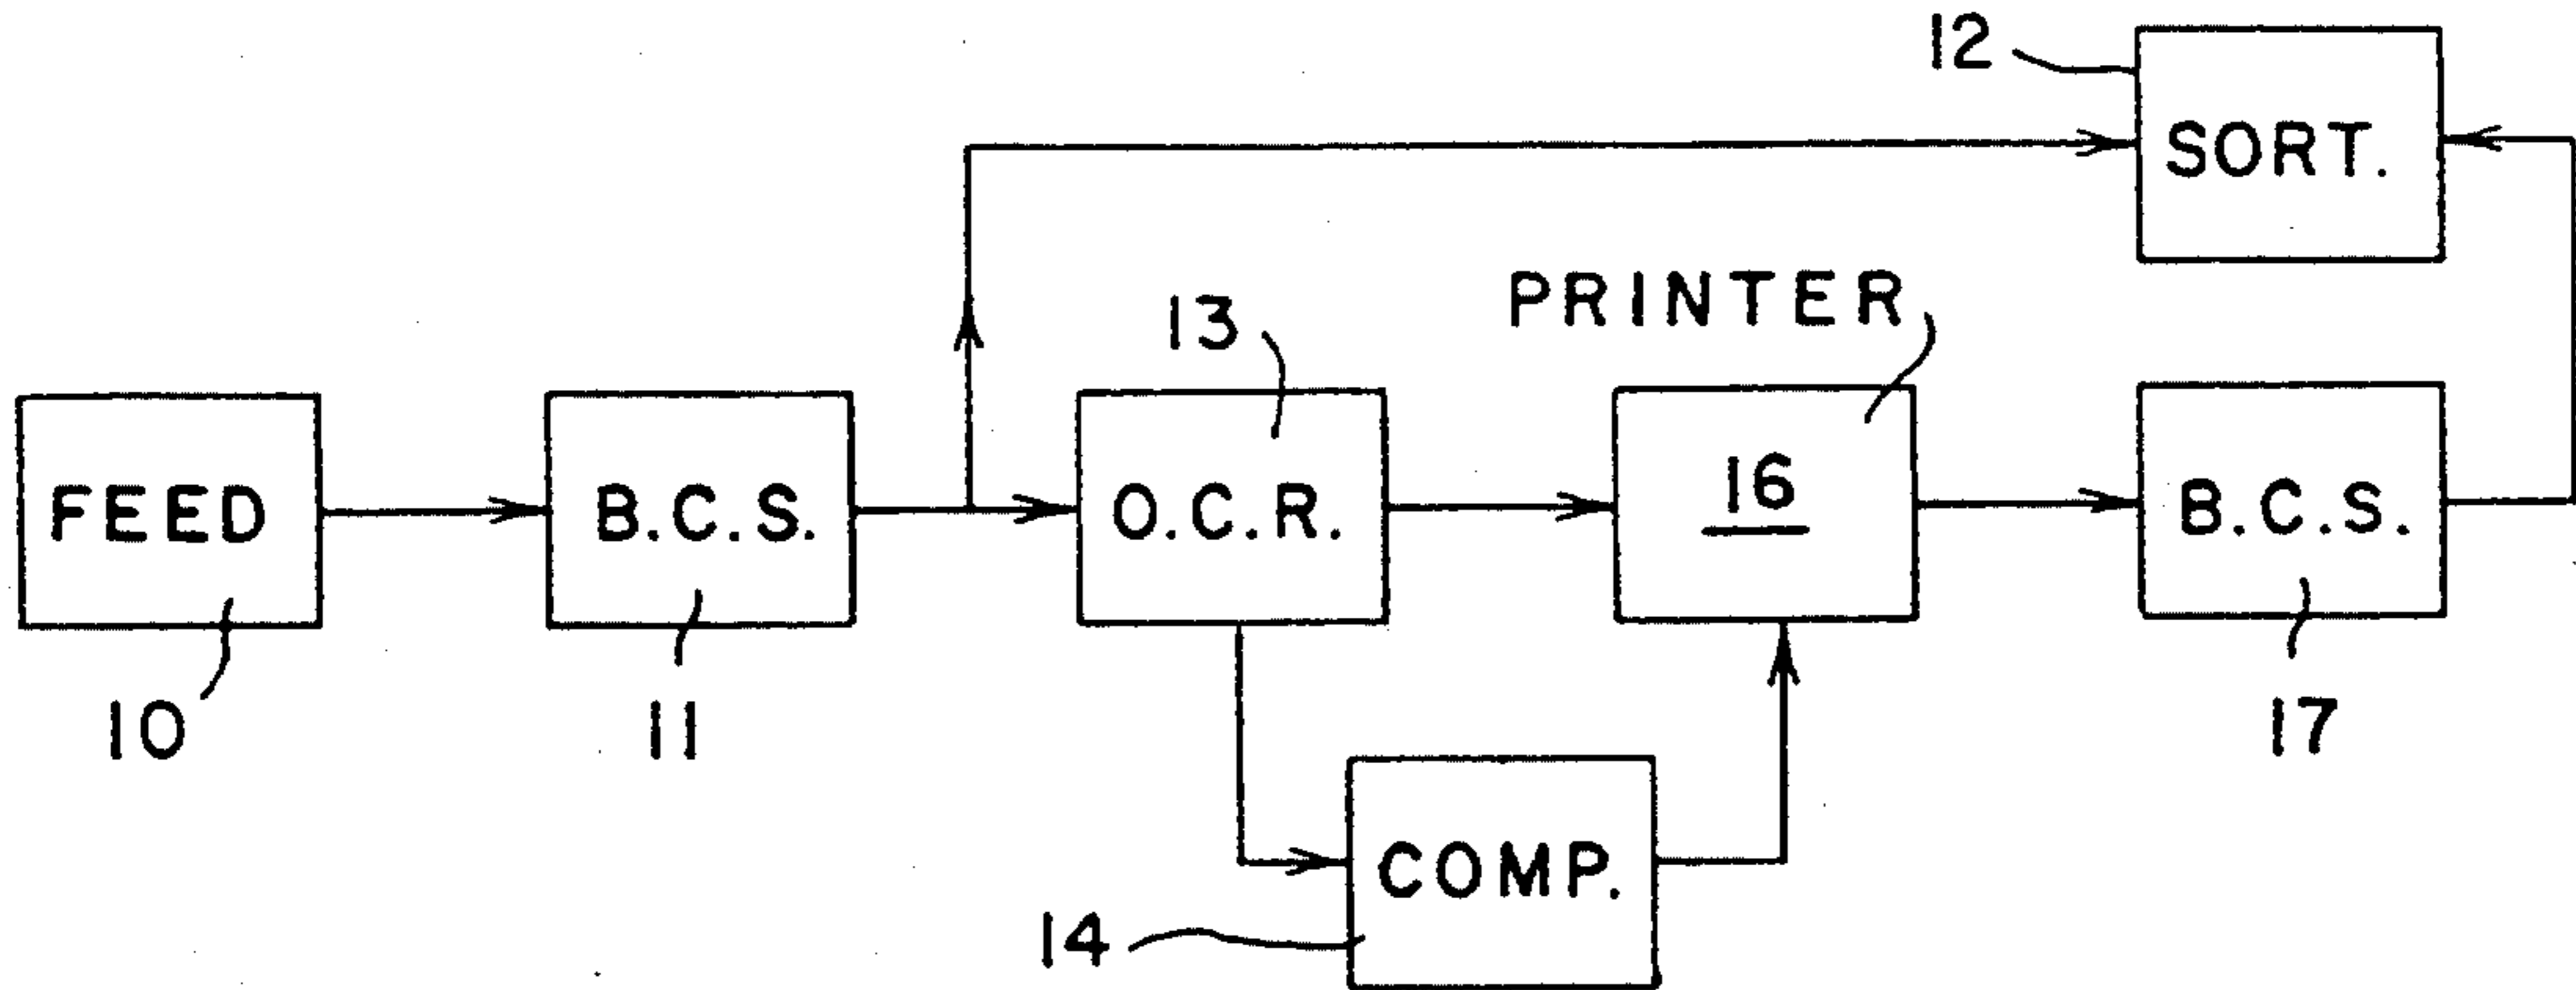 12
SORT.
PRINTER
13
FEED
B.C.S.
O.C.R.
16
B.C.S.
10
11
17
COMP.
14